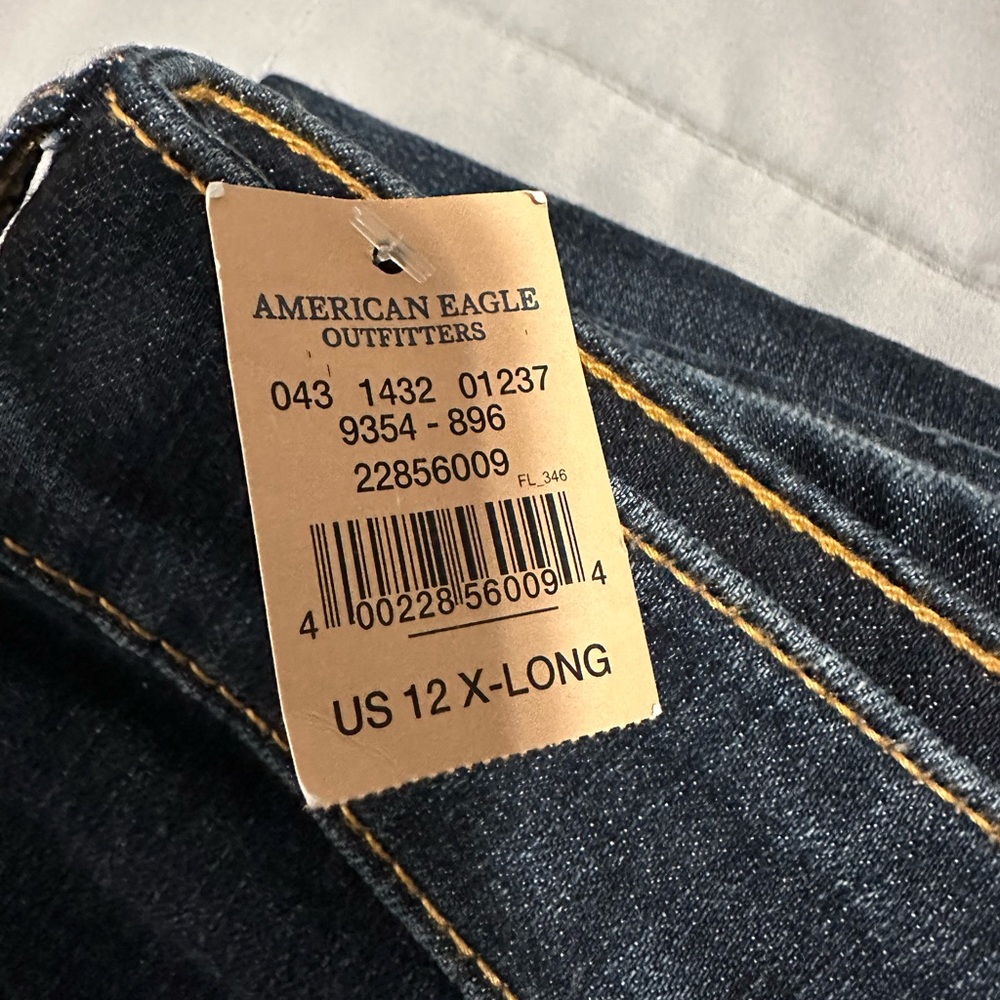 AMERICAN EAGLE
OUTFITTERS
043 1432 01237
9354 - 896
22856009 FL_346
4 00228 56009 4
US 12 X-LONG